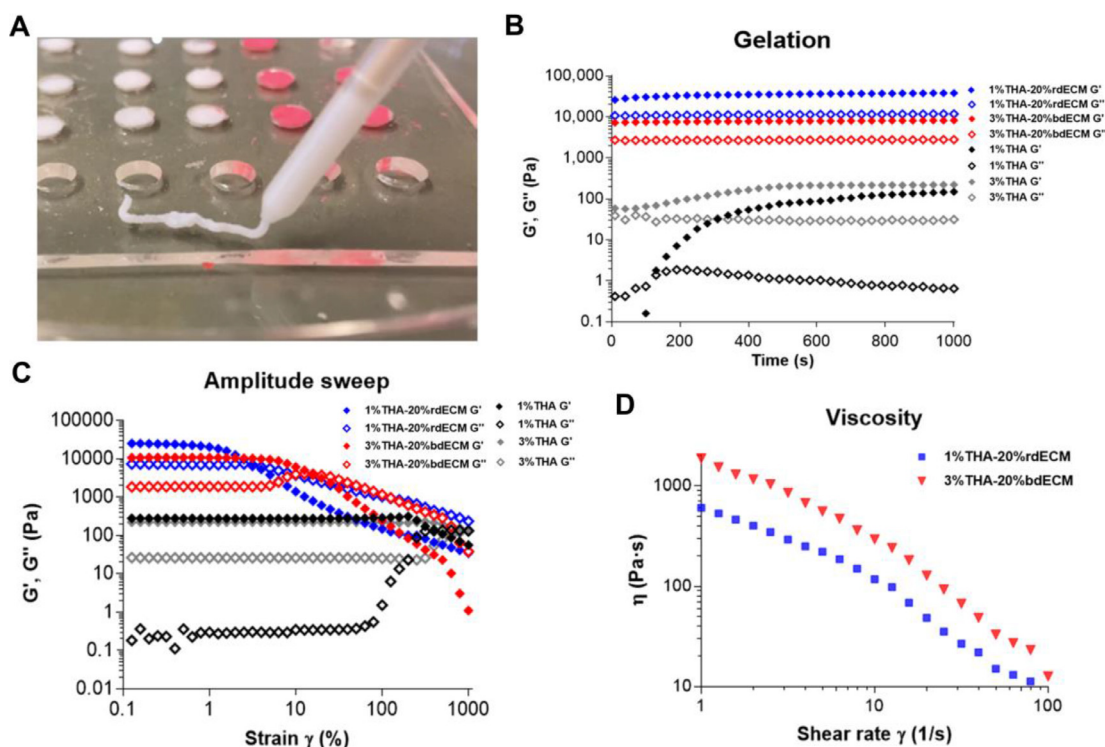 A
B
Gelation
100,000
10,000
1,000
100
10
1
0.1
G', G'' (Pa)
0
200
400
600
800
1000
Time (s)
1%THA-20%rdECM G'
1%THA-20%rdECM G''
3%THA-20%bdECM G'
3%THA-20%bdECM G''
1%THA G'
1%THA G''
3%THA G'
3%THA G''
C
Amplitude sweep
1%THA-20%rdECM G'
1%THA-20%rdECM G''
3%THA-20%bdECM G'
3%THA-20%bdECM G''
1%THA G'
1%THA G''
3%THA G'
3%THA G''
100000
10000
1000
100
10
1
0.1
0.01
G', G'' (Pa)
0.1
1
10
100
1000
Strain γ (%)
D
Viscosity
1%THA-20%rdECM
3%THA-20%bdECM
1000
100
10
η (Pa·s)
1
10
100
Shear rate γ (1/s)